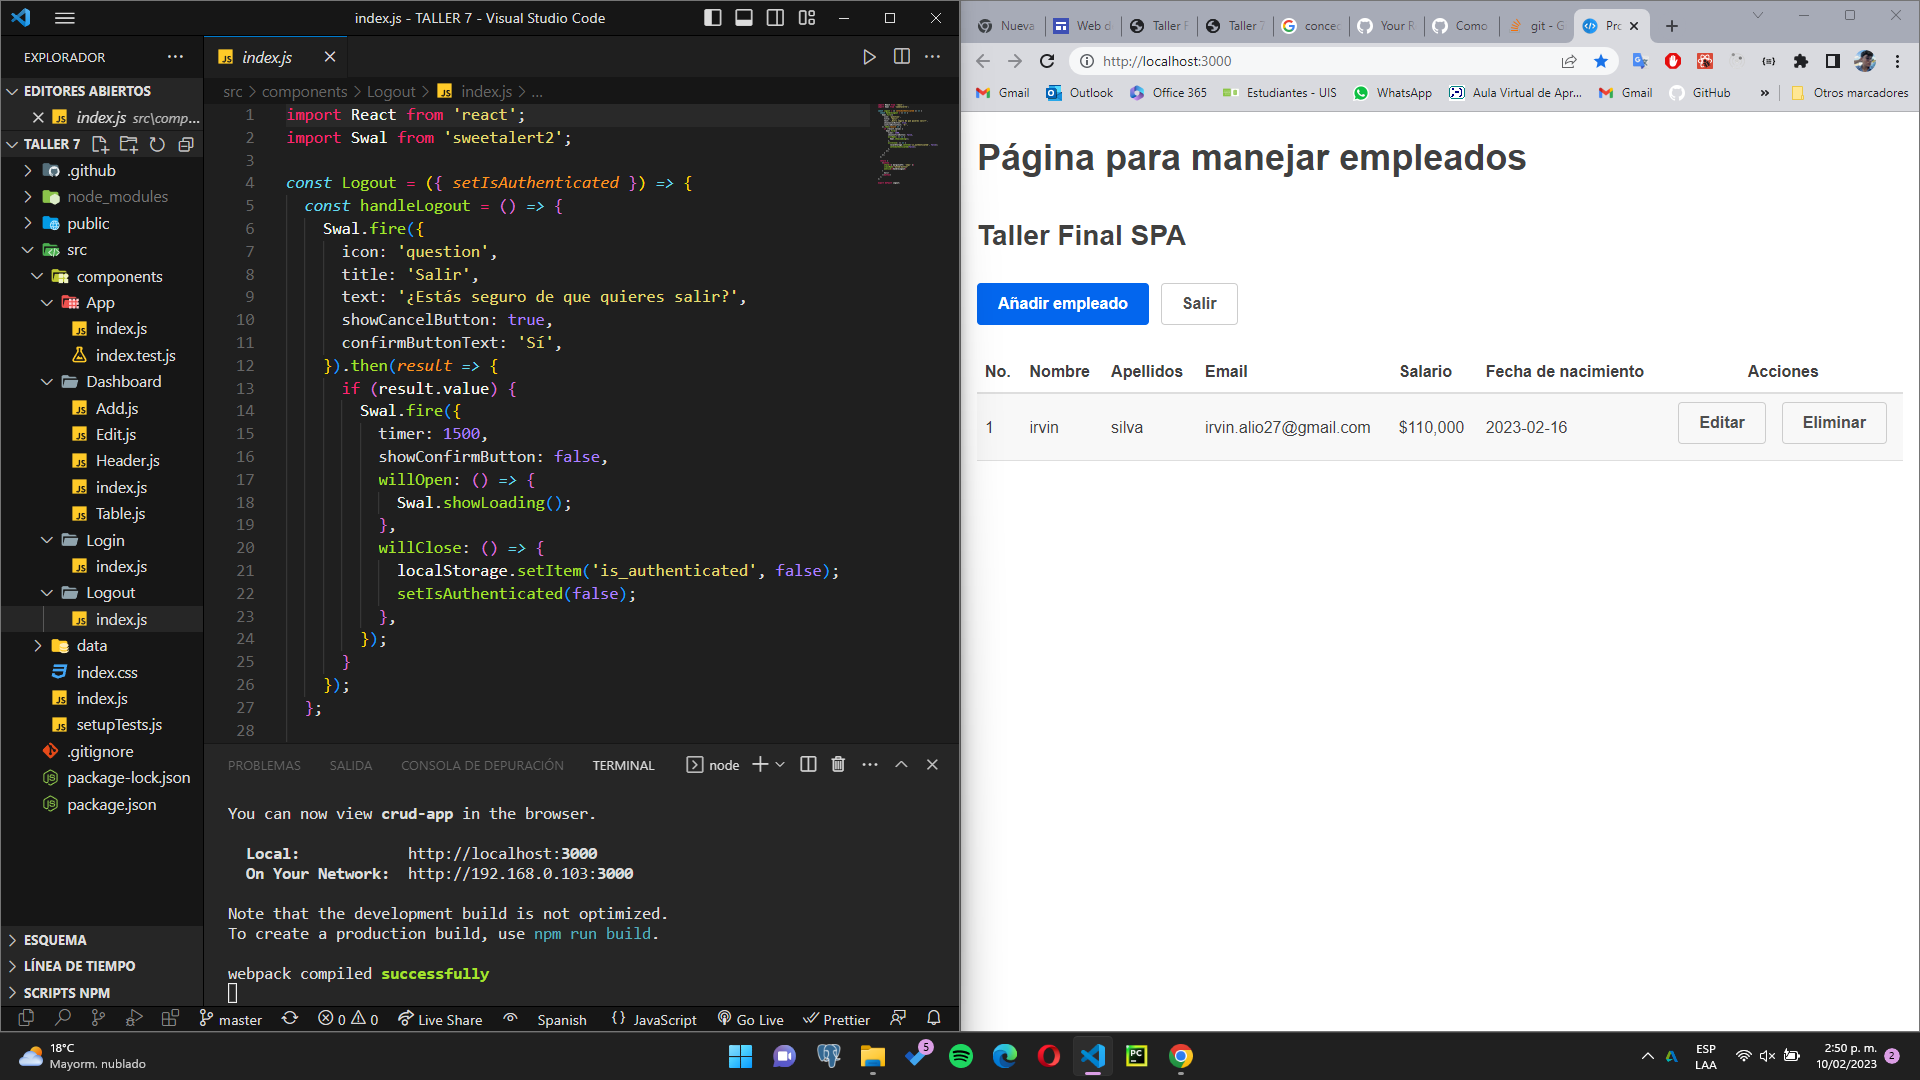 index.js - TALLER 7 - Visual Studio Code
EXPLORADOR
EDITORES ABIERTOS
index.js src\comp...
TALLER 7
.github
node_modules
public
src
components
App
index.js
index.test.js
Dashboard
Add.js
Edit.js
Header.js
index.js
Table.js
Login
index.js
Logout
index.js
data
index.css
index.js
setupTests.js
.gitignore
package-lock.json
package.json
ESQUEMA
LÍNEA DE TIEMPO
SCRIPTS NPM
index.js
src > components > Logout > index.js > ...
1 import React from 'react';
2 import Swal from 'sweetalert2';
3
4 const Logout = ({ setIsAuthenticated }) => {
5 const handleLogout = () => {
6 Swal.fire({
7 icon: 'question',
8 title: 'Salir',
9 text: '¿Estás seguro de que quieres salir?',
10 showCancelButton: true,
11 confirmButtonText: 'Sí',
12 }).then(result => {
13 if (result.value) {
14 Swal.fire({
15 timer: 1500,
16 showConfirmButton: false,
17 willOpen: () => {
18 Swal.showLoading();
19 },
20 willClose: () => {
21 localStorage.setItem('is_authenticated', false);
22 setIsAuthenticated(false);
23 },
24 });
25 }
26 });
27 };
28
PROBLEMAS SALIDA CONSOLA DE DEPURACIÓN TERMINAL node
You can now view crud-app in the browser.
Local: http://localhost:3000
On Your Network: http://192.168.0.103:3000
Note that the development build is not optimized.
To create a production build, use npm run build.
webpack compiled successfully
master 0 0 Live Share Spanish {} JavaScript Go Live Prettier
Nueva Web d Taller F Taller 7 conce Your R Como git - G Pro
http://localhost:3000
Gmail Outlook Office 365 Estudiantes - UIS WhatsApp Aula Virtual de Apr... Gmail GitHub » Otros marcadores
Página para manejar empleados
Taller Final SPA
Añadir empleado Salir
No. Nombre Apellidos Email Salario Fecha de nacimiento Acciones
1 irvin silva irvin.alio27@gmail.com $110,000 2023-02-16 Editar Eliminar
18°C
Mayorm. nublado
5
PC
ESP
LAA
2:50 p. m.
10/02/2023
2